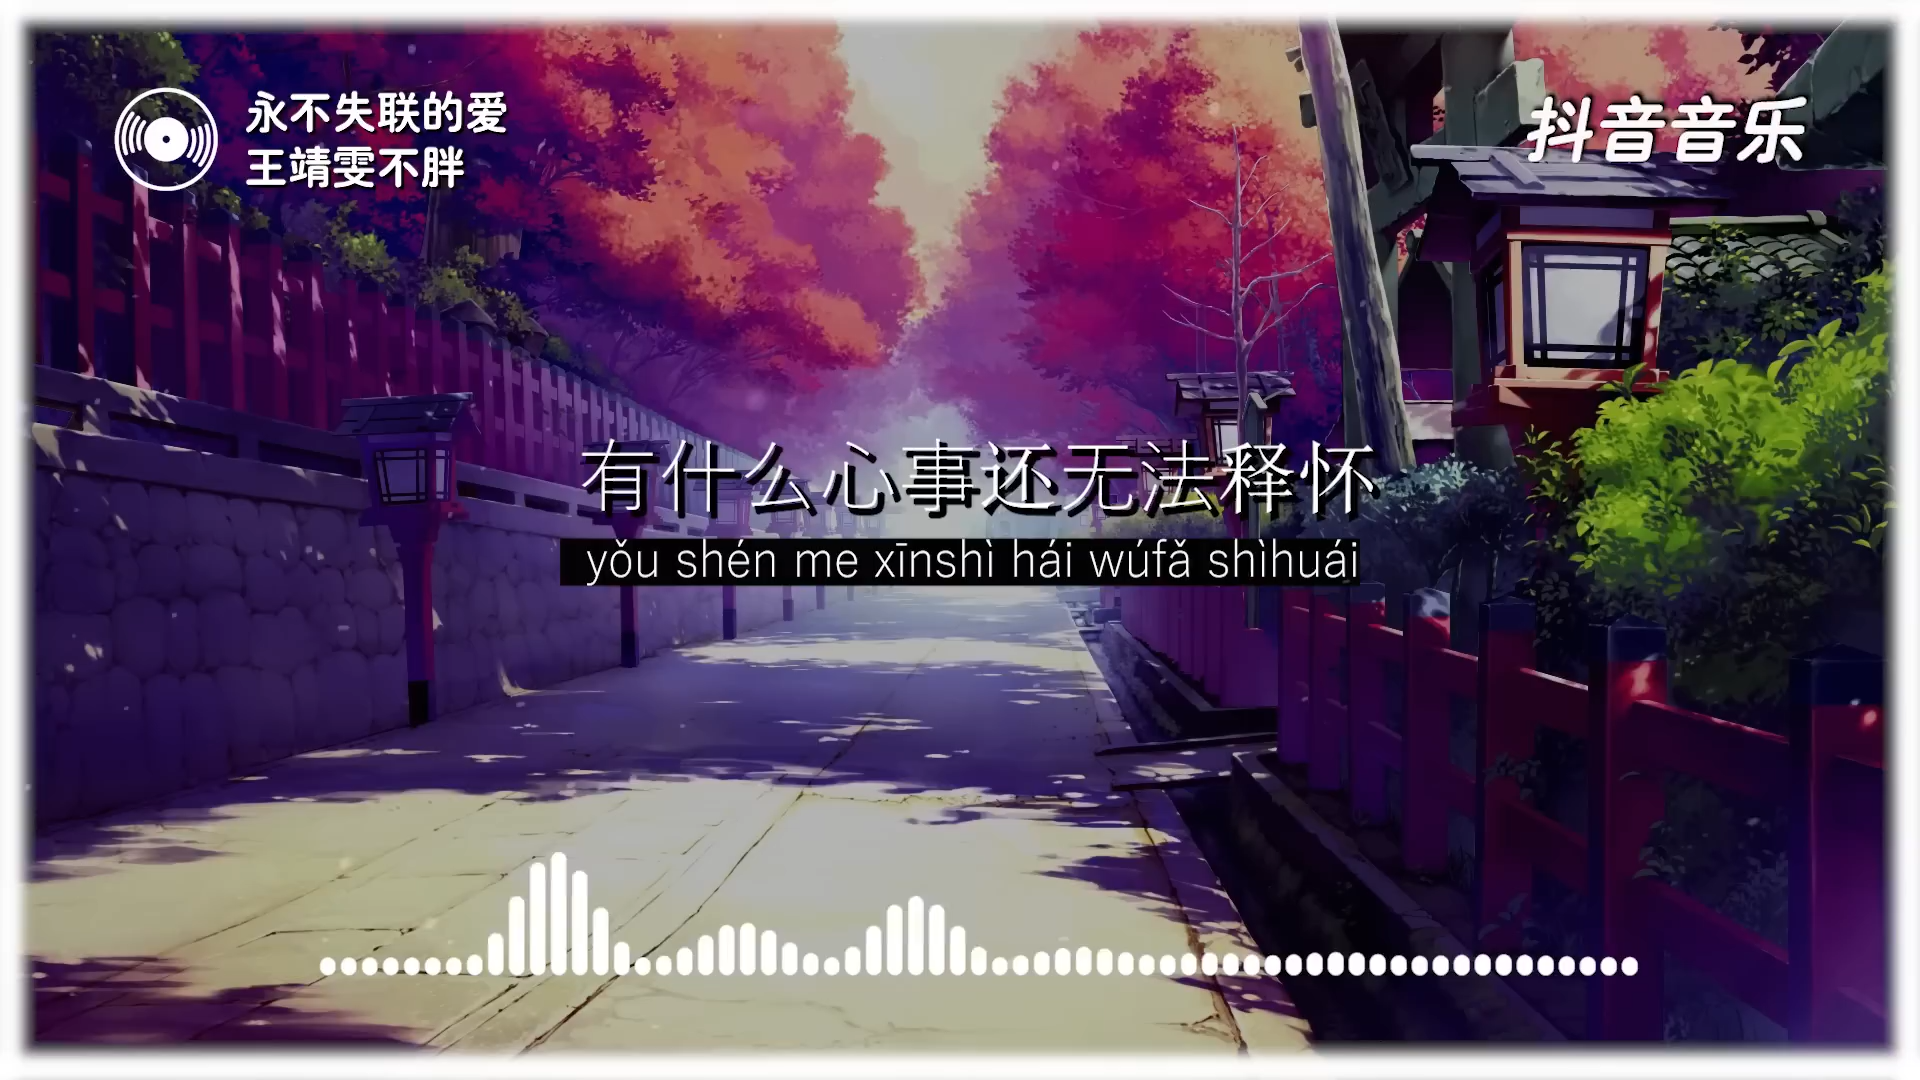 永不失联的爱
王靖雯不胖
抖音音乐
有什么心事还无法释怀
yǒu shén me xīnshì hái wúfǎ shìhuái